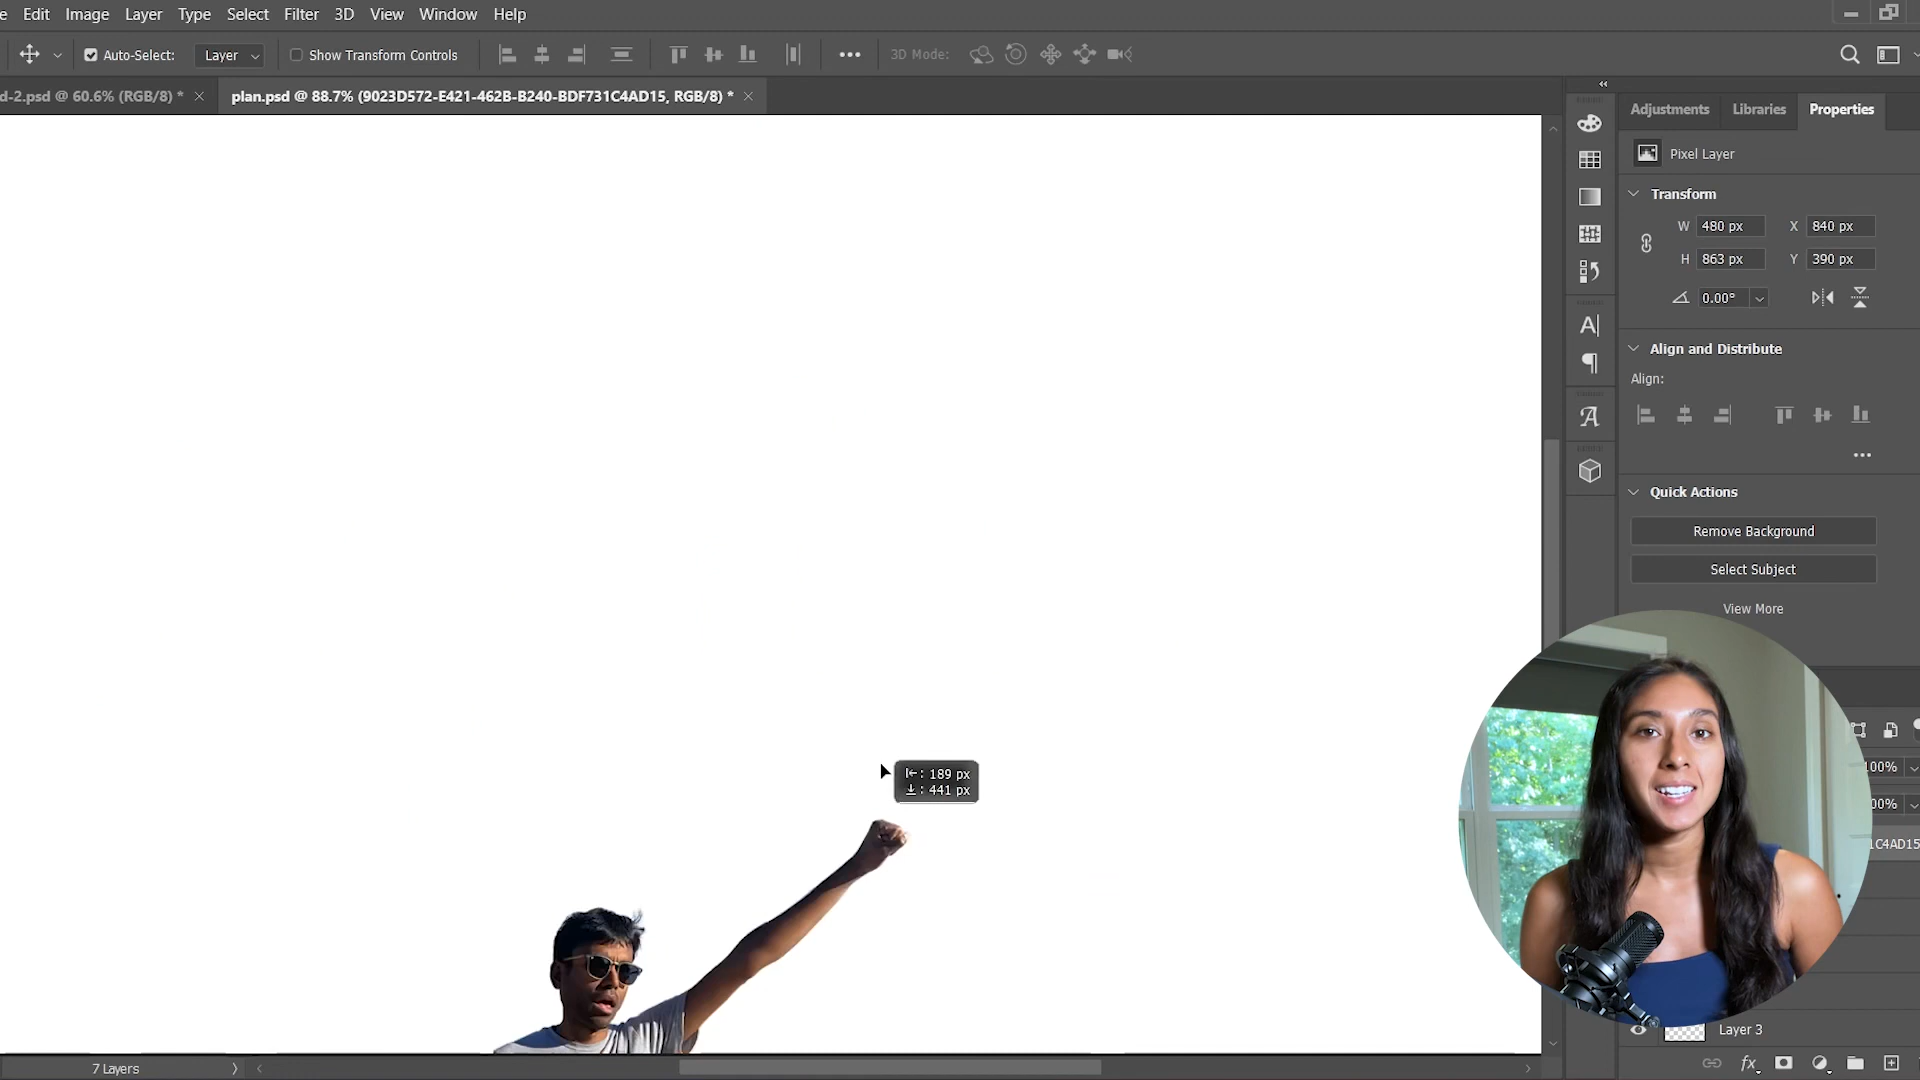 Edit Image Layer Type Select Filter 3D View Window Help
Auto-Select: Layer Show Transform Controls 3D Mode:
d-2.psd @ 60.6% (RGB/8) * plan.psd @ 88.7% (9023D572-E421-462B-B240-BDF731C4AD15, RGB/8) *
Adjustments Libraries Properties
Pixel Layer
Transform
W 480 px X 840 px
H 863 px Y 390 px
0.00°
Align and Distribute
Align:
Quick Actions
Remove Background
Select Subject
View More
100%
: 189 px
: 441 px
00%
1C4AD15
Layer 3
fx
7 Layers